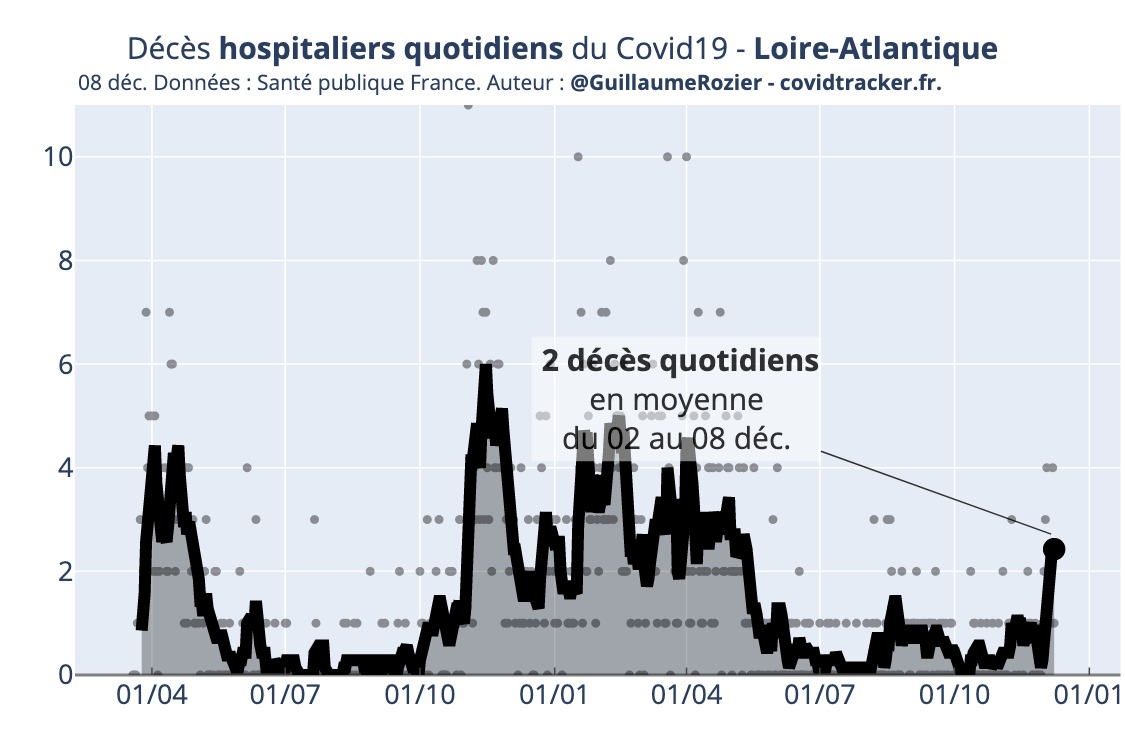 Décès hospitaliers quotidiens du Covid19 - Loire-Atlantique
08 déc. Données : Santé publique France. Auteur : @GuillaumeRozier - covidtracker.fr.
10
8
6
4
2
0
2 décès quotidiens
en moyenne
du 02 au 08 déc.
01/04 01/07 01/10 01/01 01/04 01/07 01/10 01/01